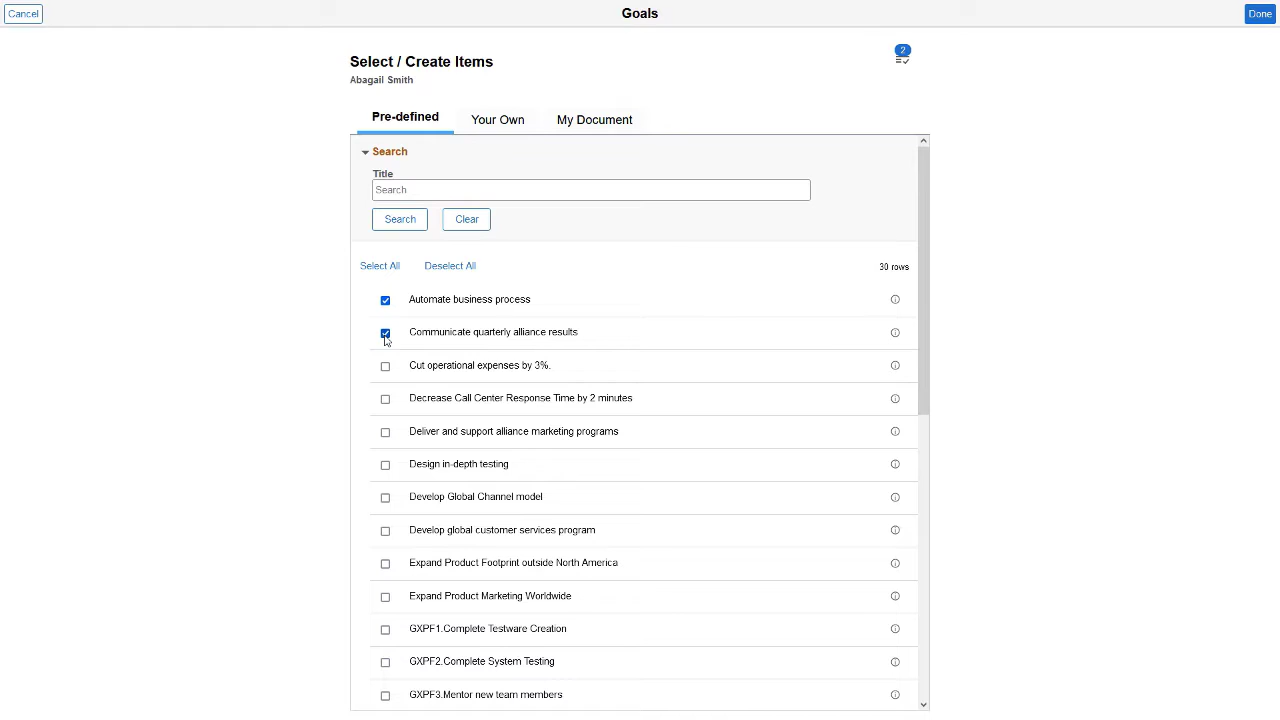 Cancel
Goals
Done
Select / Create Items
2
Abagail Smith
Pre-defined
Your Own
My Document
Search
Title
Search
Search
Clear
Select All
Deselect All
30 rows
Automate business process
Communicate quarterly alliance results
Cut operational expenses by 3%.
Decrease Call Center Response Time by 2 minutes
Deliver and support alliance marketing programs
Design in-depth testing
Develop Global Channel model
Develop global customer services program
Expand Product Footprint outside North America
Expand Product Marketing Worldwide
GXPF1.Complete Testware Creation
GXPF2.Complete System Testing
GXPF3.Mentor new team members